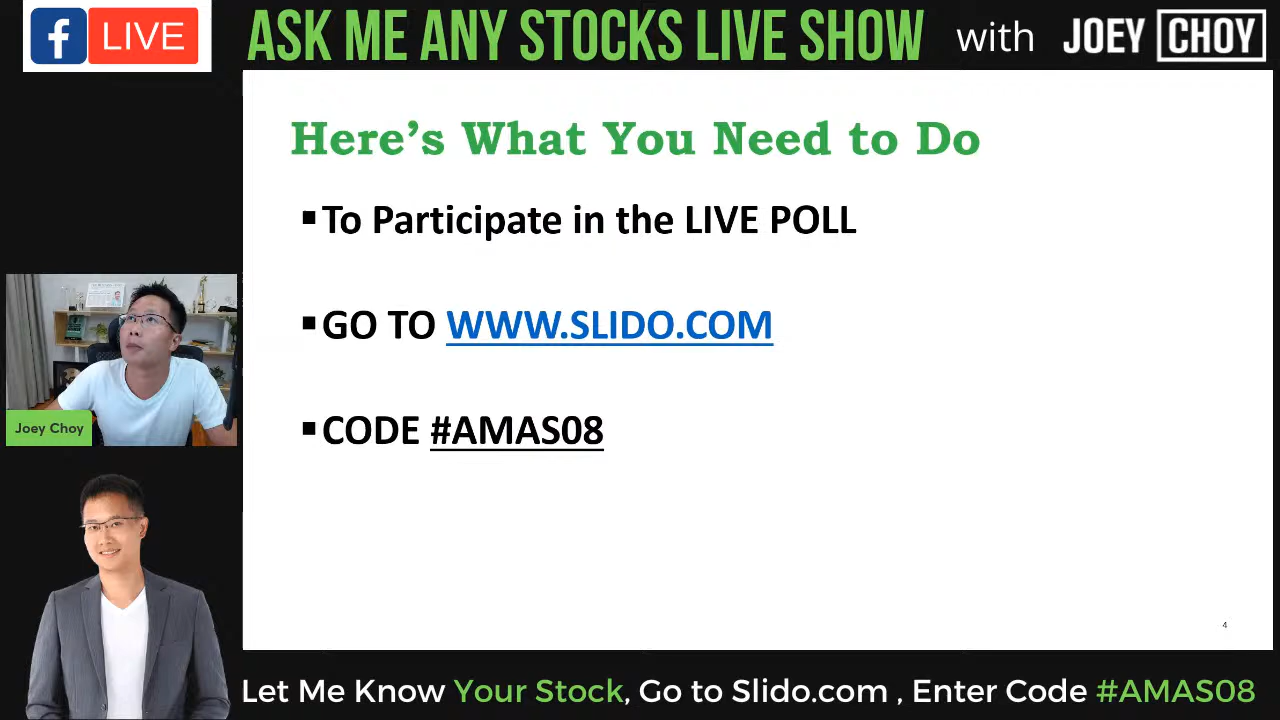 f LIVE
ASK ME ANY STOCKS LIVE SHOW with JOEY CHOY
Here's What You Need to Do
▪To Participate in the LIVE POLL
▪GO TO WWW.SLIDO.COM
▪CODE #AMAS08
Joey Choy
4
Let Me Know Your Stock, Go to Slido.com , Enter Code #AMAS08